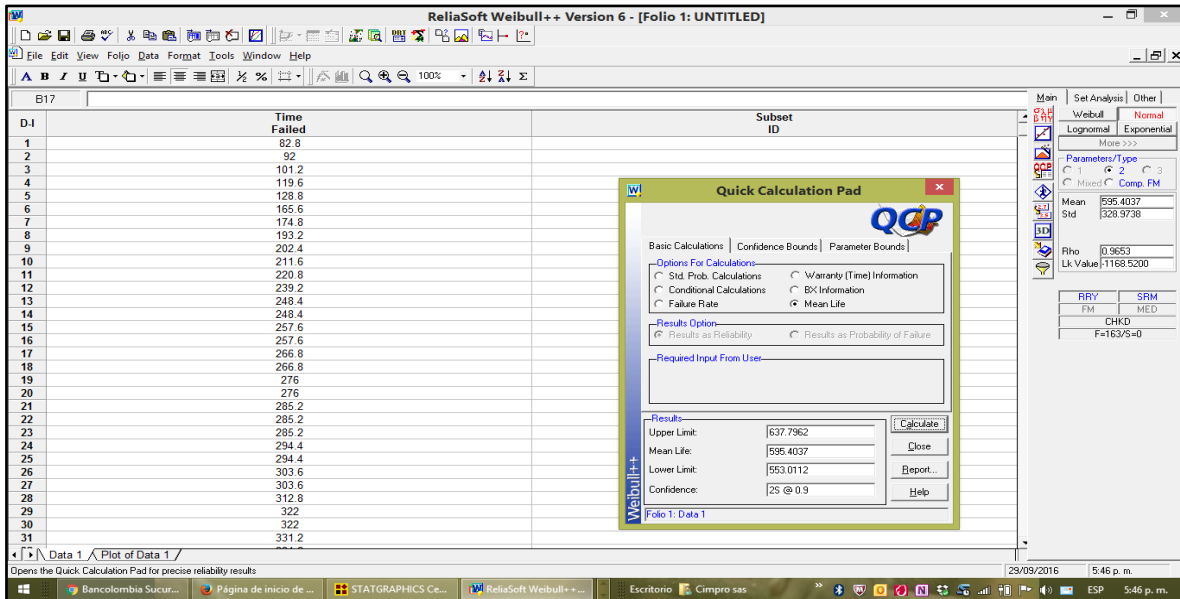 ReliaSoft Weibull++ Version 6 - [Folio 1: UNTITLED]
File Edit View Folio Data Format Tools Window Help
A B I U 100% Σ
B17
D-I Time Failed Subset ID
1 82.8
2 92
3 101.2
4 119.6
5 128.8
6 165.6
7 174.8
8 193.2
9 202.4
10 211.6
11 220.8
12 239.2
13 248.4
14 248.4
15 257.6
16 257.6
17 266.8
18 266.8
19 276
20 276
21 285.2
22 285.2
23 285.2
24 294.4
25 294.4
26 303.6
27 303.6
28 312.8
29 322
30 322
31 331.2
Data 1 Plot of Data 1
Quick Calculation Pad
QCP
Basic Calculations Confidence Bounds Parameter Bounds
Options For Calculations
Std. Prob. Calculations Warranty (Time) Information
Conditional Calculations BX Information
Failure Rate Mean Life
Results Option
Results as Reliability Results as Probability of Failure
Required Input From User
Results
Upper Limit: 637.7962 Calculate
Mean Life: 595.4037 Close
Lower Limit: 553.0112 Report...
Confidence: 2S @ 0.9 Help
Weibull++
Folio 1: Data 1
Main Set Analysis Other
Weibull Normal
Lognormal Exponential
More >>>
Parameters/Type
1 2 3
Mixed Comp. FM
Mean 595.4037
Std 328.9738
Rho 0.9653
Lk Value -1168.5200
RRY SRM
FM MED
CHKD
F=163/S=0
QCP
3D
Opens the Quick Calculation Pad for precise reliability results 29/09/2016 5:46 p. m.
Bancolombia Sucur... Página de inicio de ... STATGRAPHICS Ce... ReliaSoft Weibull++ ... Escritorio Cimpro sas ESP 5:46 p. m.